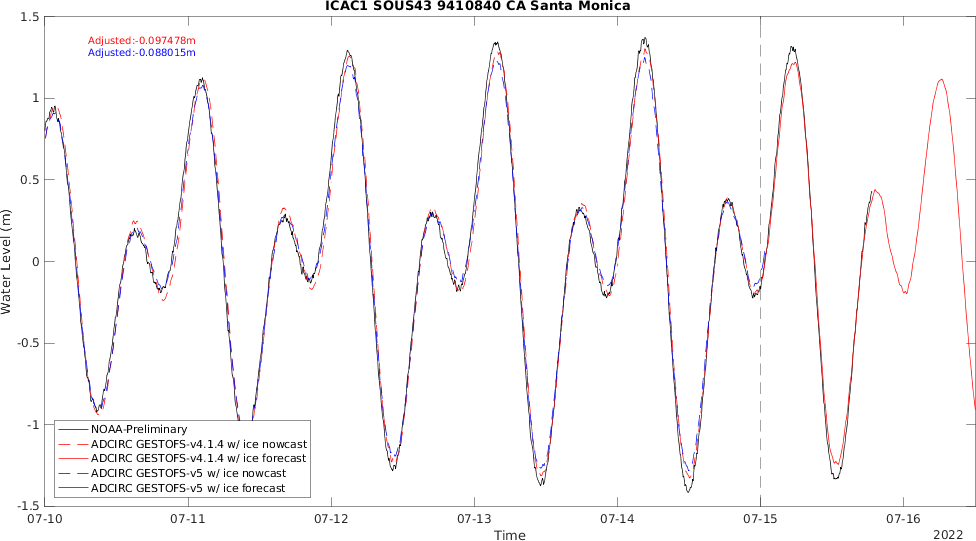 ICAC1 SOUS43 9410840 CA Santa Monica
Adjusted:-0.097478m
Adjusted:-0.088015m
1.5
1
0.5
0
-0.5
-1
-1.5
Water Level (m)
NOAA-Preliminary
ADCIRC GESTOFS-v4.1.4 w/ ice nowcast
ADCIRC GESTOFS-v4.1.4 w/ ice forecast
ADCIRC GESTOFS-v5 w/ ice nowcast
ADCIRC GESTOFS-v5 w/ ice forecast
07-10 07-11 07-12 07-13 07-14 07-15 07-16
Time
2022